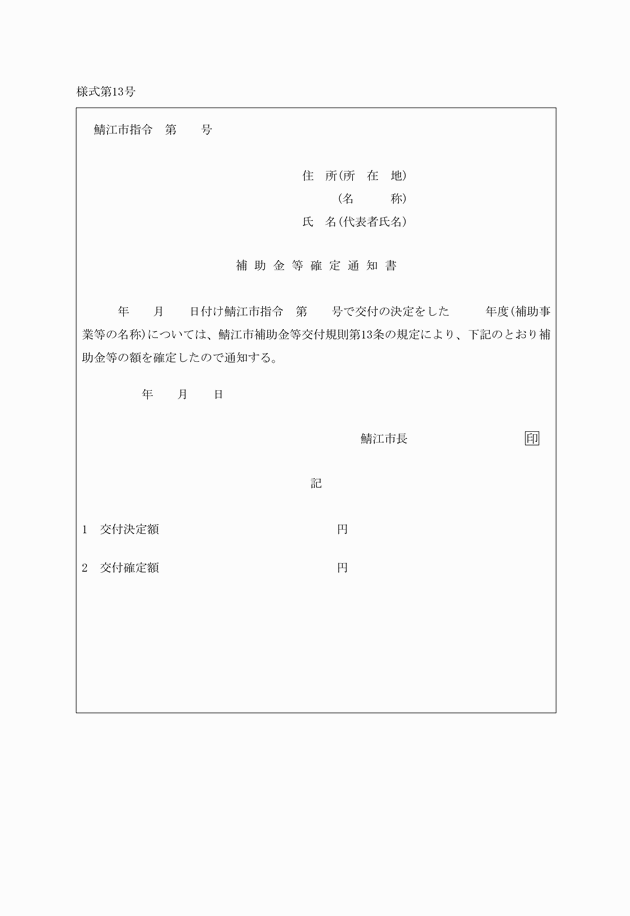 様式第13号
鯖江市指令　第　　号
住　所(所　在　地)
(名　　　称)
氏　名(代表者氏名)
補助金等確定通知書
年　　月　　日付け鯖江市指令　第　　号で交付の決定をした　　　年度(補助事
業等の名称)については、鯖江市補助金等交付規則第13条の規定により、下記のとおり補
助金等の額を確定したので通知する。
年　　月　　日
鯖江市長　　　　　　　　　　印
記
1　交付決定額　　　　　　　　　　　　　　　円
2　交付確定額　　　　　　　　　　　　　　　円